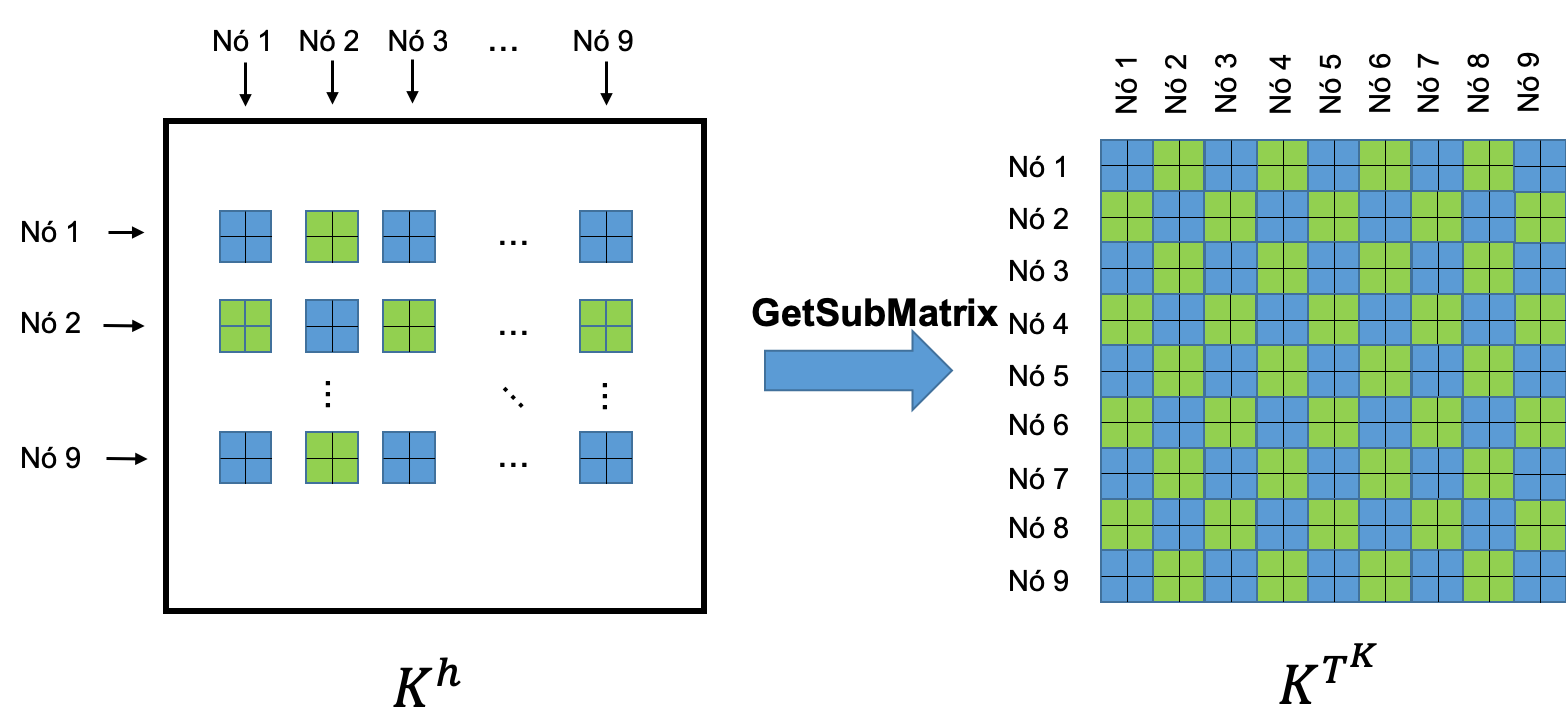 Nó 1 Nó 2 Nó 3 ... Nó 9
Nó 1 ...
Nó 2 ...
⋮ ⋱ ⋮
Nó 9 ...
K^h
GetSubMatrix
Nó 1 Nó 2 Nó 3 Nó 4 Nó 5 Nó 6 Nó 7 Nó 8 Nó 9
Nó 1
Nó 2
Nó 3
Nó 4
Nó 5
Nó 6
Nó 7
Nó 8
Nó 9
K^{T^K}